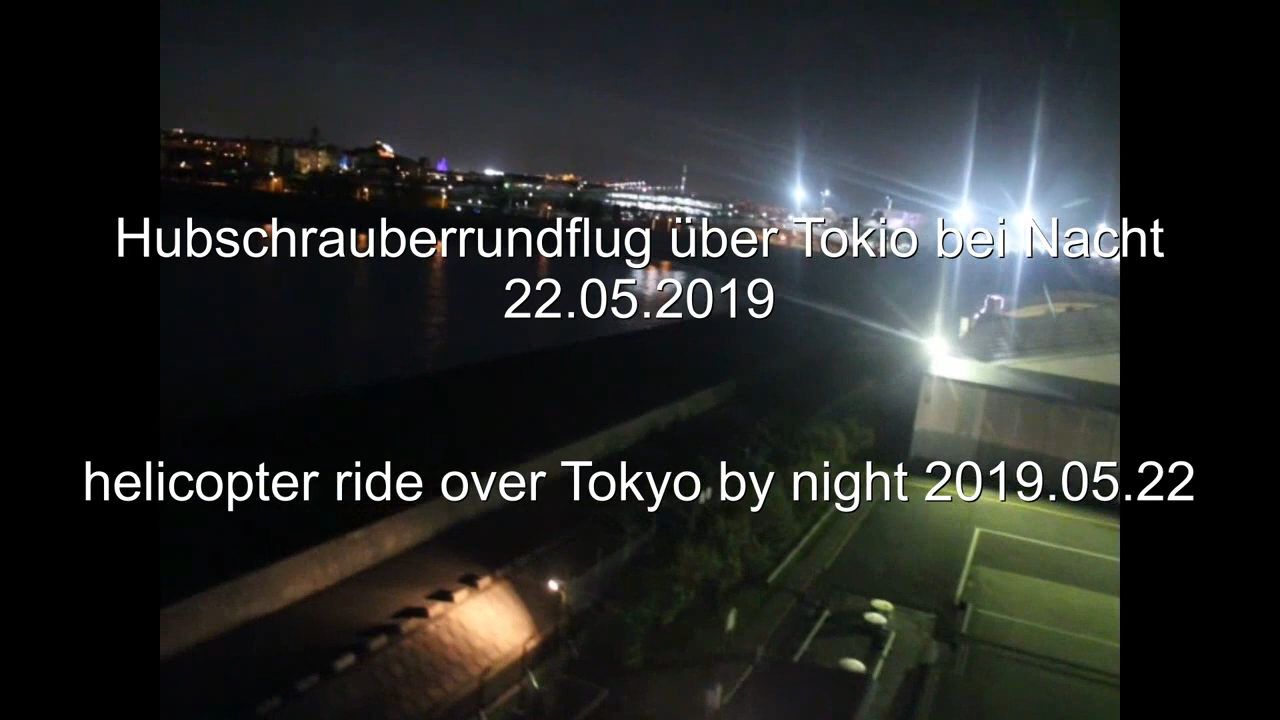 Hubschrauberrundflug über Tokio bei Nacht
22.05.2019
helicopter ride over Tokyo by night 2019.05.22